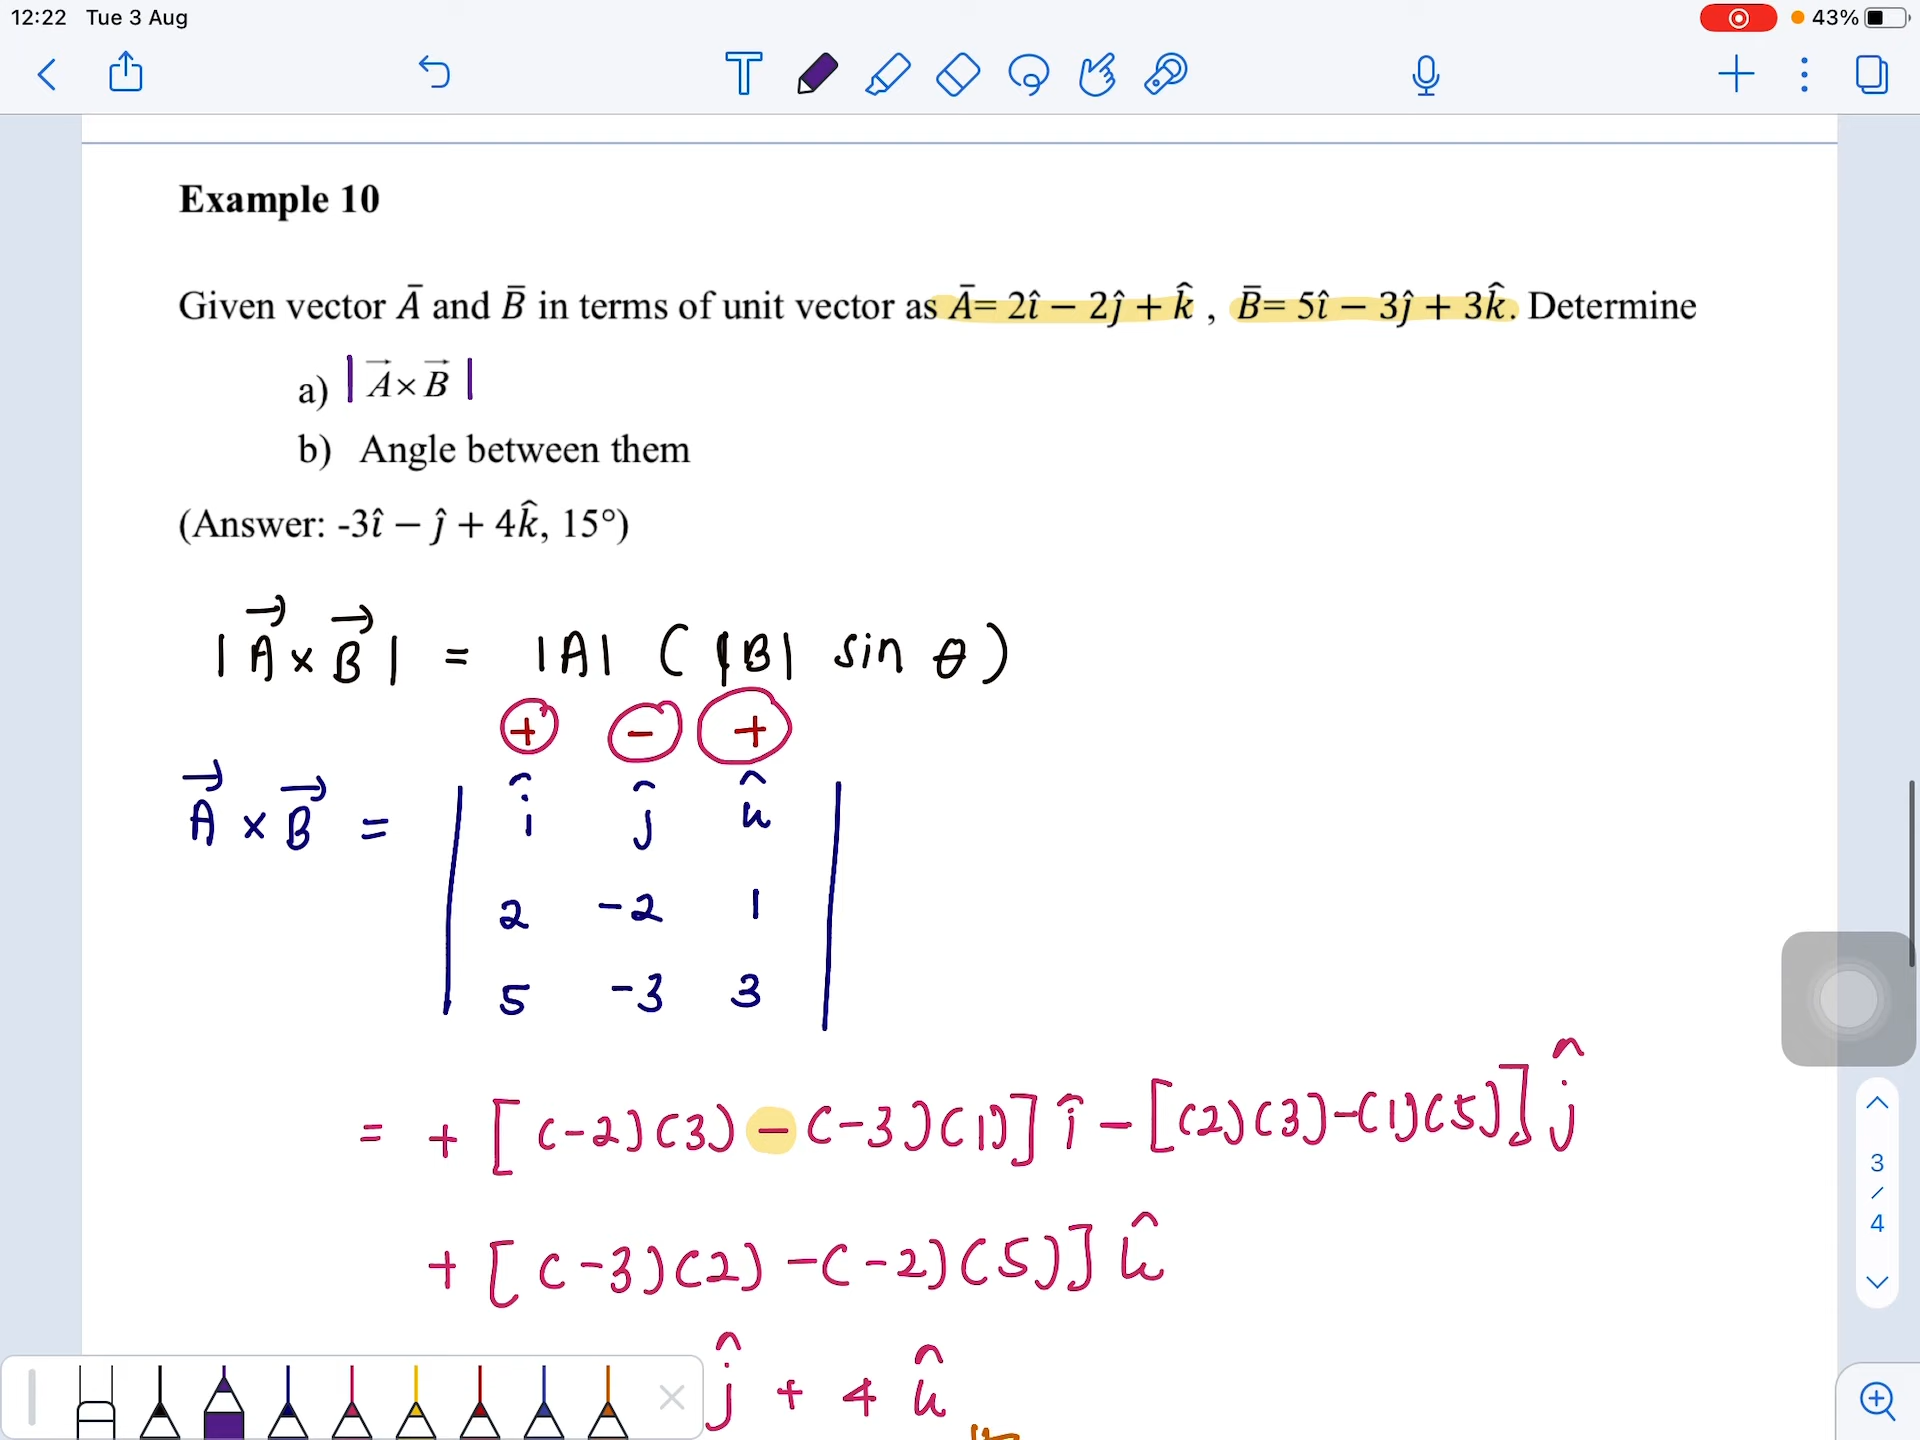 12:22 Tue 3 Aug 43%
Example 10
Given vector Ā and B̄ in terms of unit vector as Ā= 2î − 2ĵ + k̂ , B̄= 5î − 3ĵ + 3k̂. Determine
a) | A⃗× B⃗ |
b) Angle between them
(Answer: -3î − ĵ + 4k̂, 15°)
| A⃗ × B⃗ | = |A| ( |B| sin θ )
+ − +
A⃗ × B⃗ = | î ĵ k̂ |
2 -2 1
5 -3 3
= + [ (-2)(3) − (-3)(1)] î − [(2)(3)-(1)(5)] ĵ
+ [ (-3)(2) -(-2)(5)] k̂
ĵ + 4 k̂
3
/
4